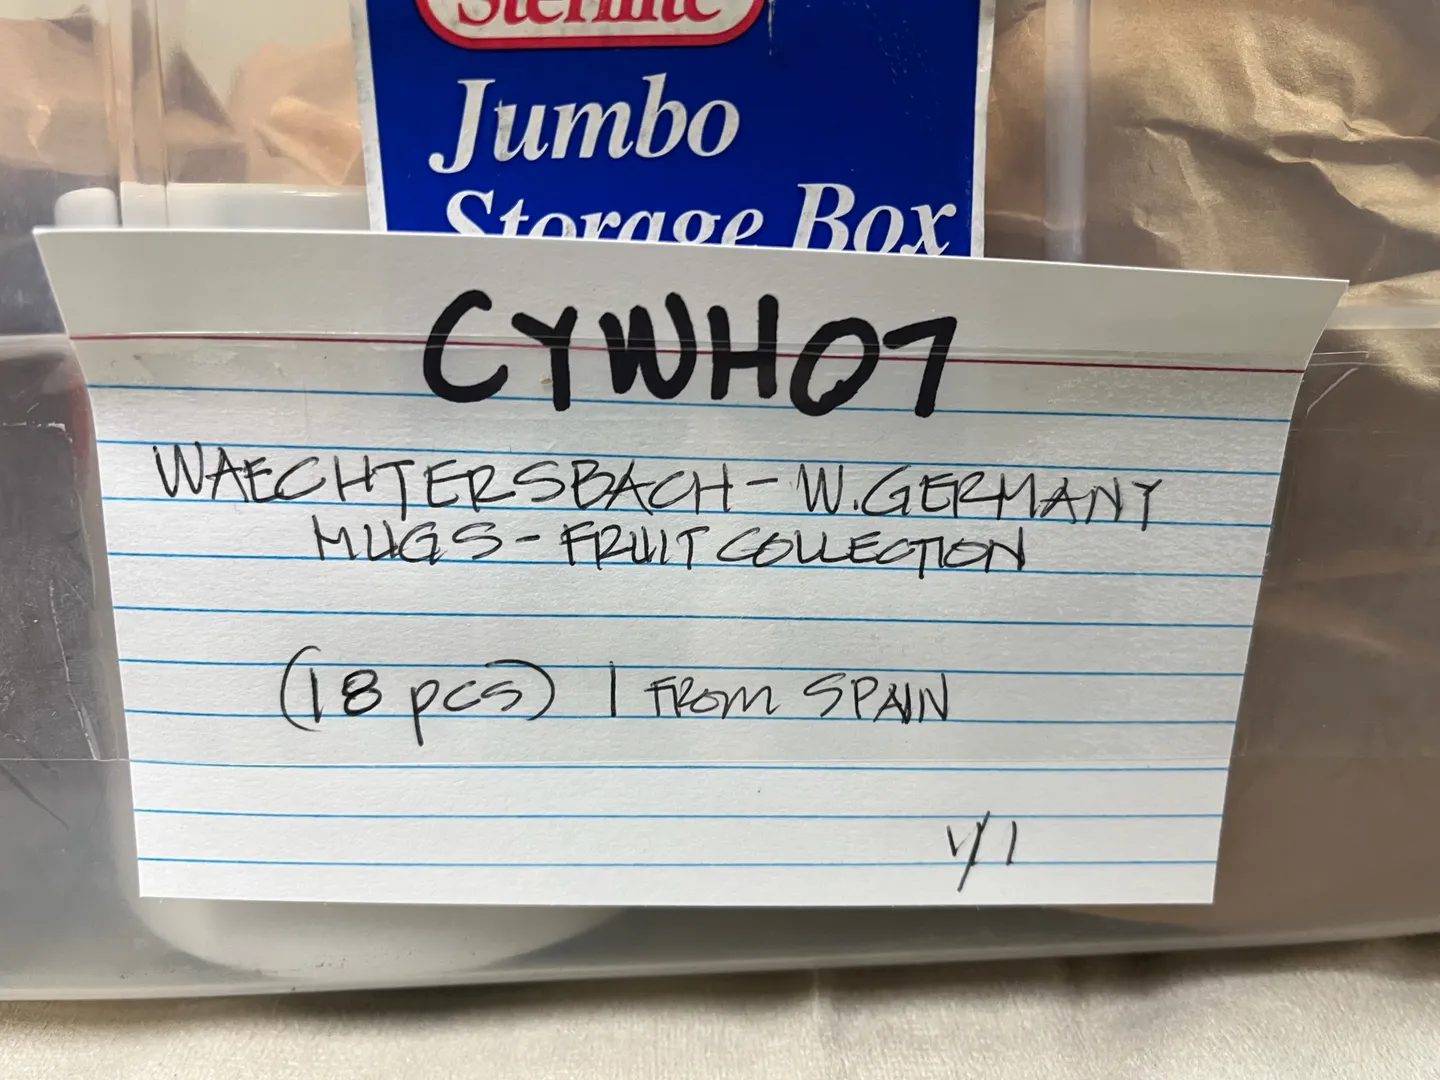 Sterilite
Jumbo
Storage Box
CYWH07
WAECHTERSBACH - W. GERMANY
MUGS - FRUIT COLLECTION
(18 pcs) 1 FROM SPAIN
1/1